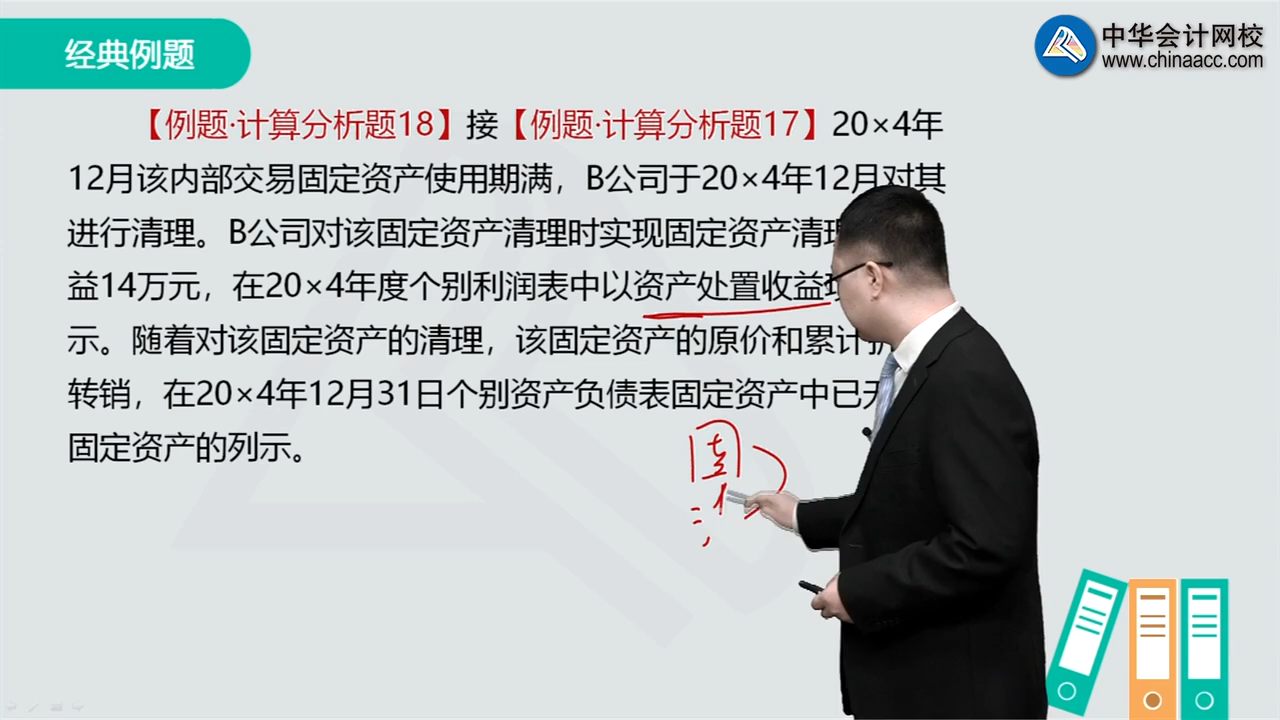 经典例题
中华会计网校
www.chinaacc.com
【例题·计算分析题18】接【例题·计算分析题17】20×4年
12月该内部交易固定资产使用期满，B公司于20×4年12月对其
进行清理。B公司对该固定资产清理时实现固定资产清理
益14万元，在20×4年度个别利润表中以资产处置收益
示。随着对该固定资产的清理，该固定资产的原价和累计
转销，在20×4年12月31日个别资产负债表固定资产中已
固定资产的列示。
固